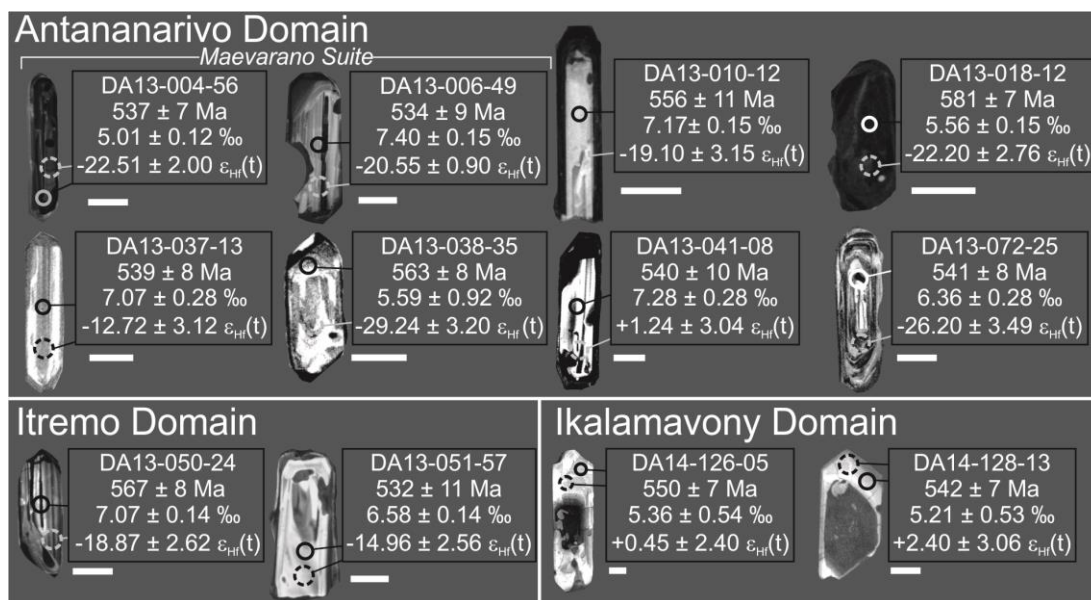 Antananarivo Domain
Maevarano Suite
DA13-004-56
537 ± 7 Ma
5.01 ± 0.12 ‰
-22.51 ± 2.00 εHf(t)
DA13-006-49
534 ± 9 Ma
7.40 ± 0.15 ‰
-20.55 ± 0.90 εHf(t)
DA13-010-12
556 ± 11 Ma
7.17± 0.15 ‰
-19.10 ± 3.15 εHf(t)
DA13-018-12
581 ± 7 Ma
5.56 ± 0.15 ‰
-22.20 ± 2.76 εHf(t)
DA13-037-13
539 ± 8 Ma
7.07 ± 0.28 ‰
-12.72 ± 3.12 εHf(t)
DA13-038-35
563 ± 8 Ma
5.59 ± 0.92 ‰
-29.24 ± 3.20 εHf(t)
DA13-041-08
540 ± 10 Ma
7.28 ± 0.28 ‰
+1.24 ± 3.04 εHf(t)
DA13-072-25
541 ± 8 Ma
6.36 ± 0.28 ‰
-26.20 ± 3.49 εHf(t)
Itremo Domain
DA13-050-24
567 ± 8 Ma
7.07 ± 0.14 ‰
-18.87 ± 2.62 εHf(t)
DA13-051-57
532 ± 11 Ma
6.58 ± 0.14 ‰
-14.96 ± 2.56 εHf(t)
Ikalamavony Domain
DA14-126-05
550 ± 7 Ma
5.36 ± 0.54 ‰
+0.45 ± 2.40 εHf(t)
DA14-128-13
542 ± 7 Ma
5.21 ± 0.53 ‰
+2.40 ± 3.06 εHf(t)